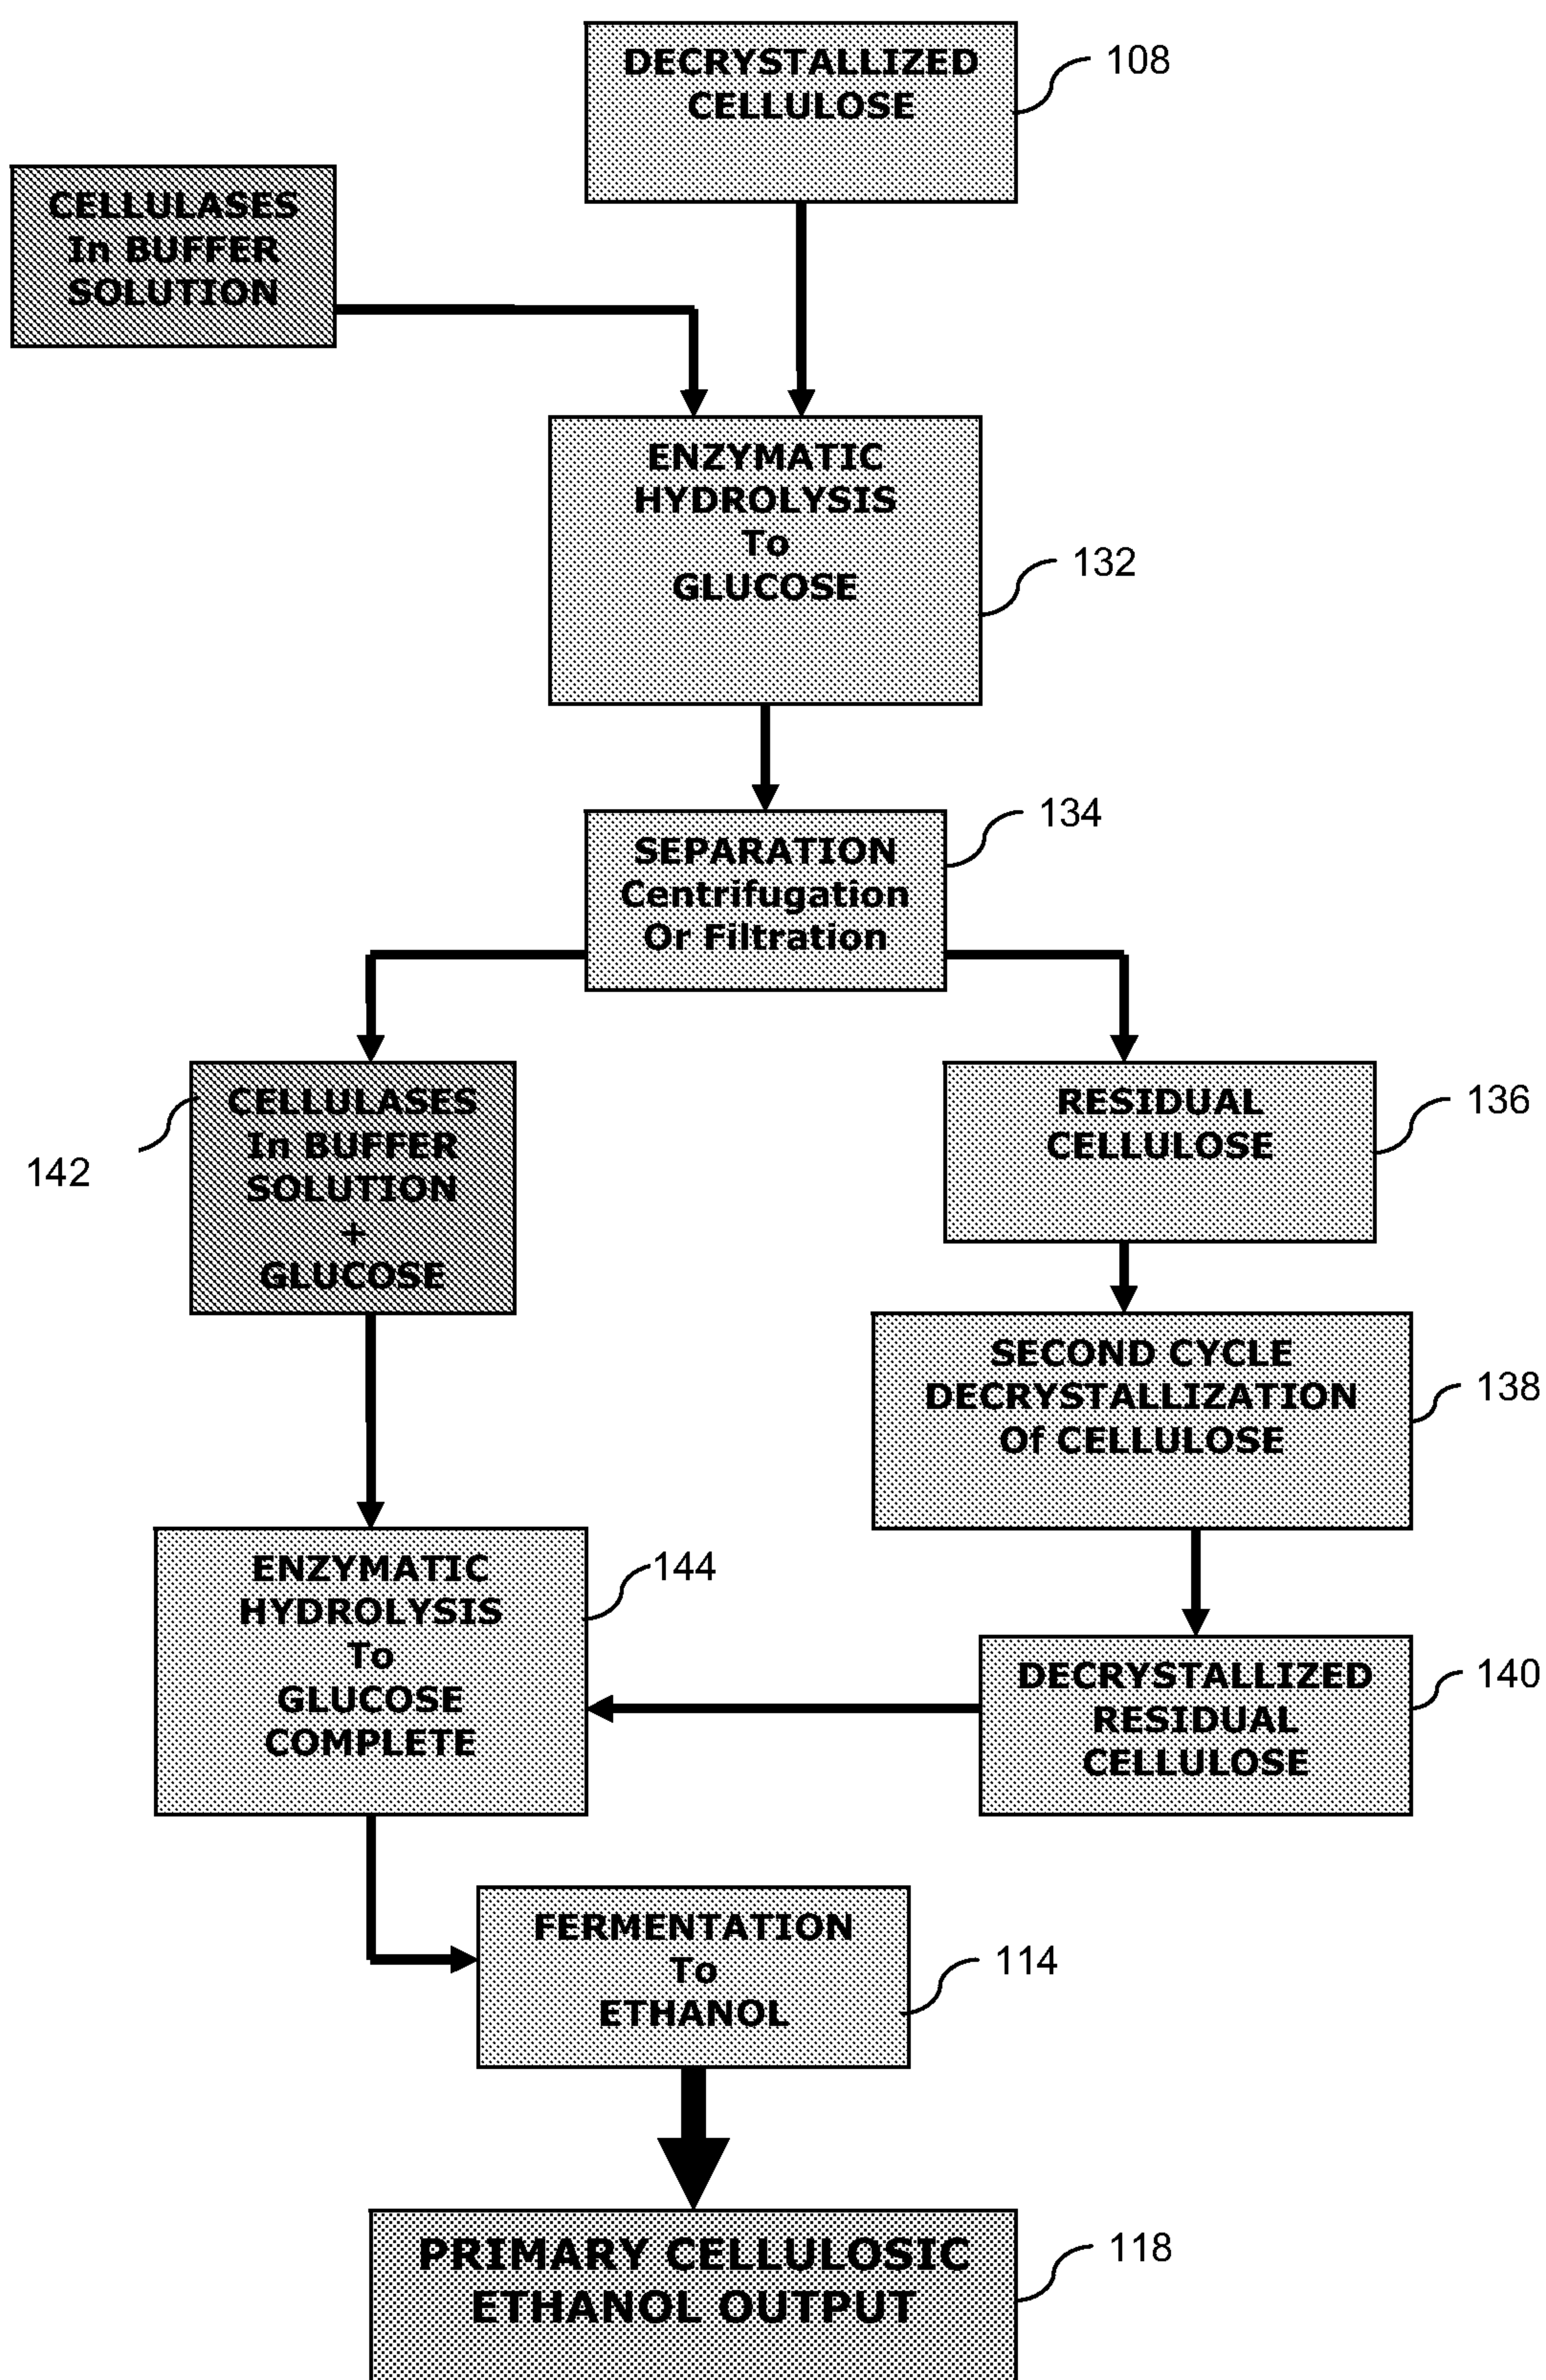 DECRYSTALLIZED
CELLULOSE
108
CELLULASES
In BUFFER
SOLUTION
ENZYMATIC
HYDROLYSIS
To
GLUCOSE
132
SEPARATION
Centrifugation
Or Filtration
134
CELLULASES
In BUFFER
SOLUTION
+
GLUCOSE
142
RESIDUAL
CELLULOSE
136
SECOND CYCLE
DECRYSTALLIZATION
Of CELLULOSE
138
ENZYMATIC
HYDROLYSIS
To
GLUCOSE
COMPLETE
144
DECRYSTALLIZED
RESIDUAL
CELLULOSE
140
FERMENTATION
To
ETHANOL
114
PRIMARY CELLULOSIC
ETHANOL OUTPUT
118